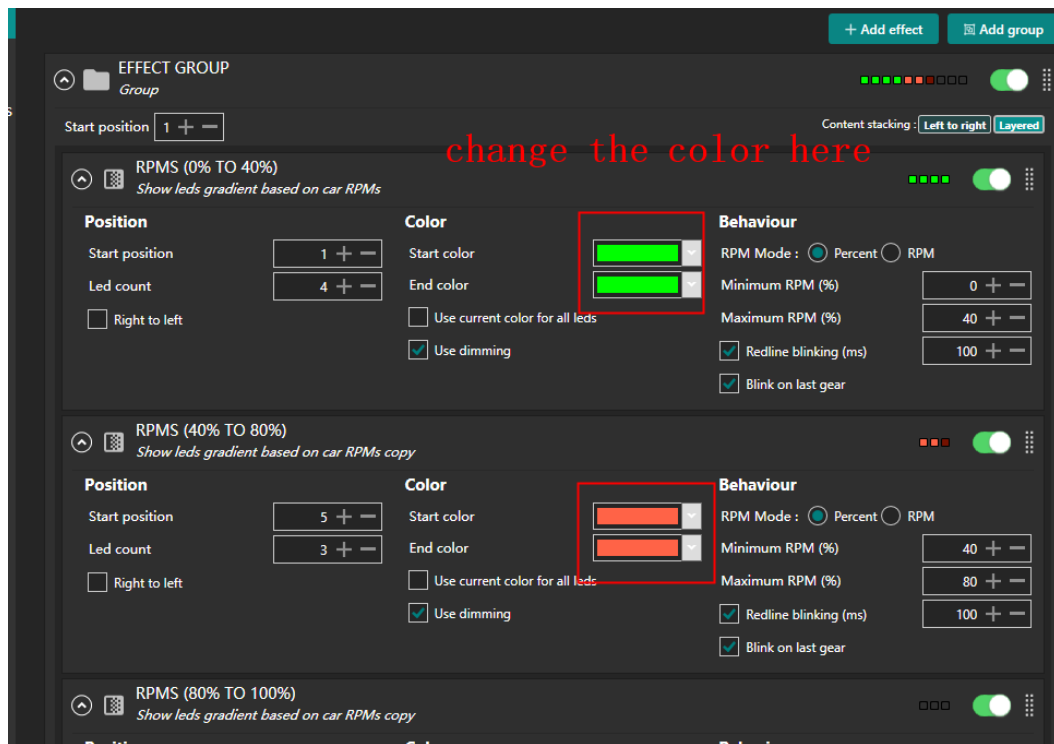 + Add effect
Add group
EFFECT GROUP
Group
s
Start position 1 + −
Content stacking : Left to right Layered
change the color here
RPMS (0% TO 40%)
Show leds gradient based on car RPMs
Position Color Behaviour
Start position 1 + − Start color RPM Mode : Percent RPM
Led count 4 + − End color Minimum RPM (%) 0 + −
Right to left Use current color for all leds Maximum RPM (%) 40 + −
Use dimming Redline blinking (ms) 100 + −
Blink on last gear
RPMS (40% TO 80%)
Show leds gradient based on car RPMs copy
Position Color Behaviour
Start position 5 + − Start color RPM Mode : Percent RPM
Led count 3 + − End color Minimum RPM (%) 40 + −
Right to left Use current color for all leds Maximum RPM (%) 80 + −
Use dimming Redline blinking (ms) 100 + −
Blink on last gear
RPMS (80% TO 100%)
Show leds gradient based on car RPMs copy